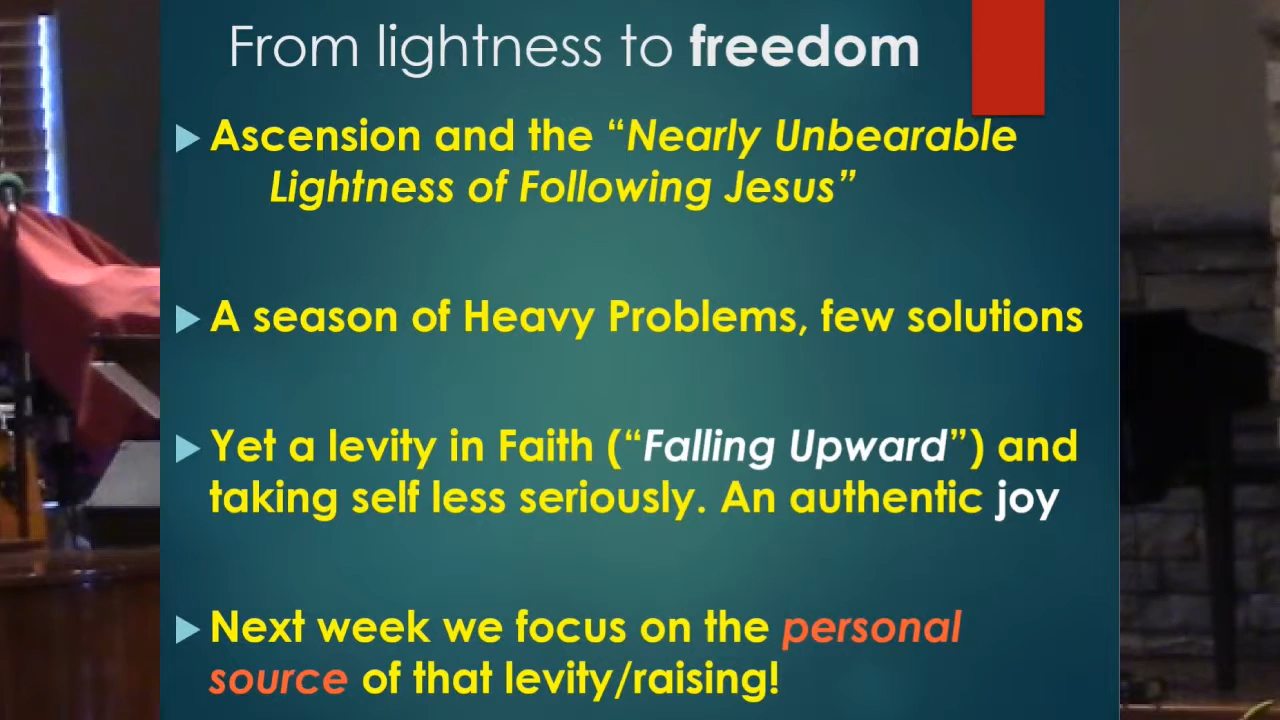 From lightness to freedom
Ascension and the “Nearly Unbearable
Lightness of Following Jesus”
A season of Heavy Problems, few solutions
Yet a levity in Faith (“Falling Upward”) and
taking self less seriously. An authentic joy
Next week we focus on the personal
source of that levity/raising!